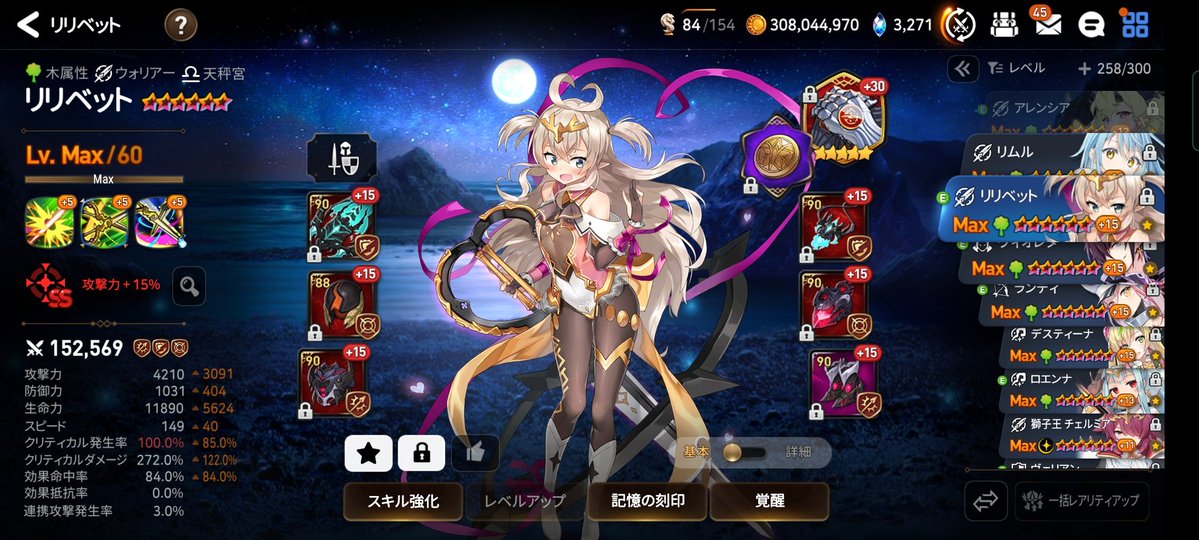 リリベット
?
84/154
308,044,970
3,271
45
木属性 ウォリアー 天秤宮
リリベット
Lv. Max/60
Max
+5 +5 +5
SS 攻撃力+15%
152,569
攻撃力 4210 3091
防御力 1031 404
生命力 11890 5624
スピード 149 40
クリティカル発生率 100.0% 85.0%
クリティカルダメージ 272.0% 122.0%
効果命中率 84.0% 84.0%
効果抵抗率 0.0%
連携攻撃発生率 3.0%
90 +15
88 +15
90 +15
+30
90 +15
90 +15
90 +15
基本 詳細
スキル強化
レベルアップ
記憶の刻印
覚醒
レベル
258/300
アレンシア
Max
リムル
E リリベット
Max +15
E
Max +15
E ランディ
Max +15
デスティーナ
Max +15
E ロエンナ
Max +13
獅子王 チェルミア
Max +11
ヴェリアン
一括レアリティアップ